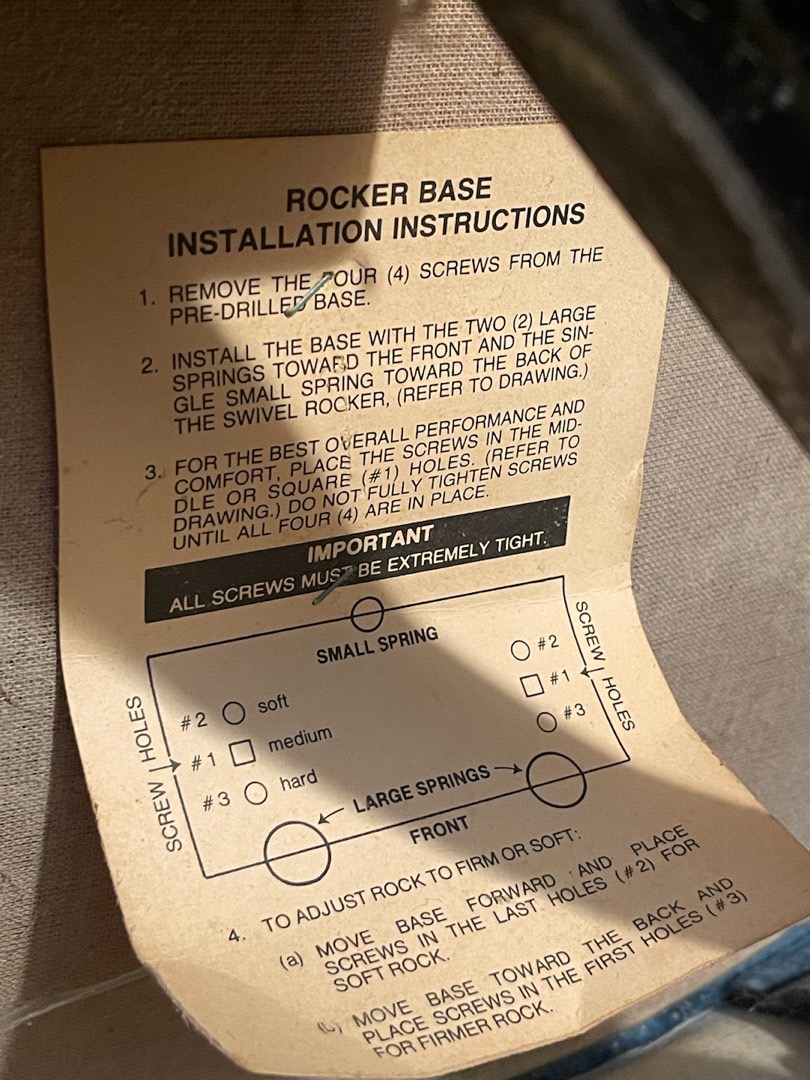 ROCKER BASE
INSTALLATION INSTRUCTIONS
1. REMOVE THE FOUR (4) SCREWS FROM THE
PRE-DRILLED BASE.
2. INSTALL THE BASE WITH THE TWO (2) LARGE
SPRINGS TOWARD THE FRONT AND THE SIN-
GLE SMALL SPRING TOWARD THE BACK OF
THE SWIVEL ROCKER, (REFER TO DRAWING.)
3. FOR THE BEST OVERALL PERFORMANCE AND
COMFORT, PLACE THE SCREWS IN THE MID-
DLE OR SQUARE (#1) HOLES. (REFER TO
DRAWING.) DO NOT FULLY TIGHTEN SCREWS
UNTIL ALL FOUR (4) ARE IN PLACE.
IMPORTANT
ALL SCREWS MUST BE EXTREMELY TIGHT.
SMALL SPRING
SCREW HOLES
#2 soft
#1 medium
#3 hard
#2
#1
#3
SCREW HOLES
LARGE SPRINGS
FRONT
4. TO ADJUST ROCK TO FIRM OR SOFT:
(a) MOVE BASE FORWARD AND PLACE
SCREWS IN THE LAST HOLES (#2) FOR
SOFT ROCK.
(b) MOVE BASE TOWARD THE BACK AND
PLACE SCREWS IN THE FIRST HOLES (#3)
FOR FIRMER ROCK.